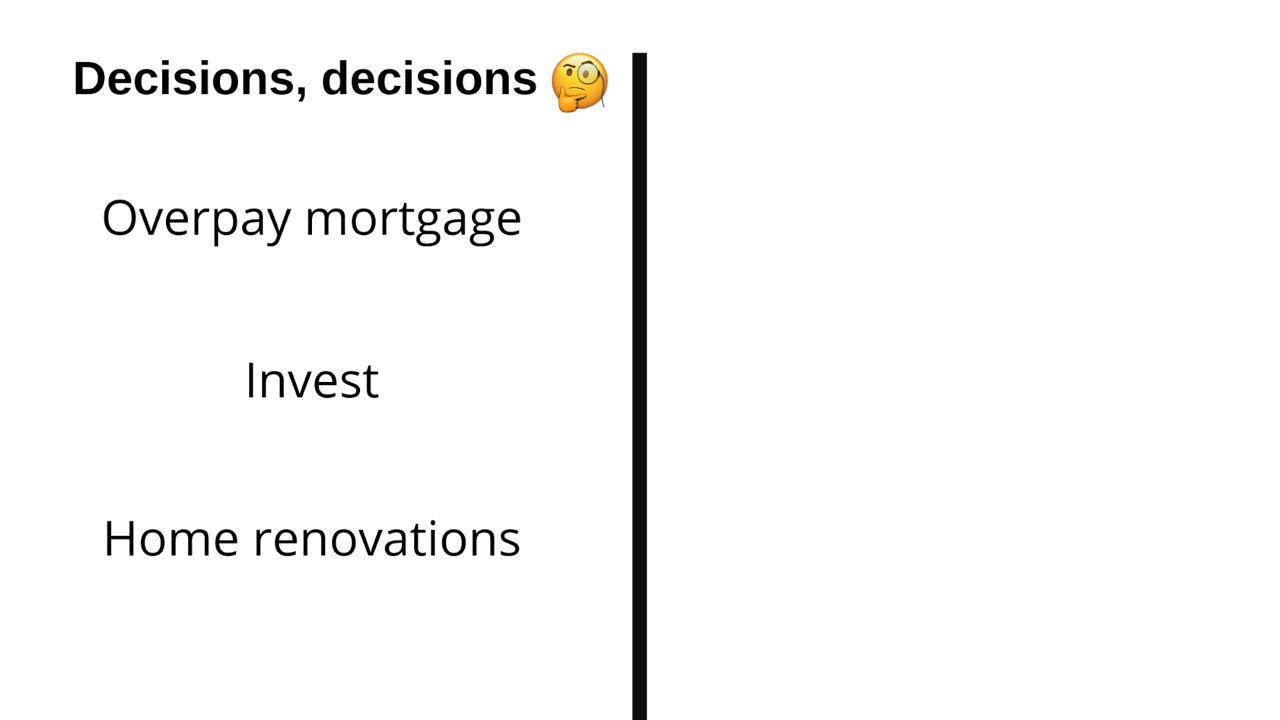 Decisions, decisions 🧐
Overpay mortgage
Invest
Home renovations